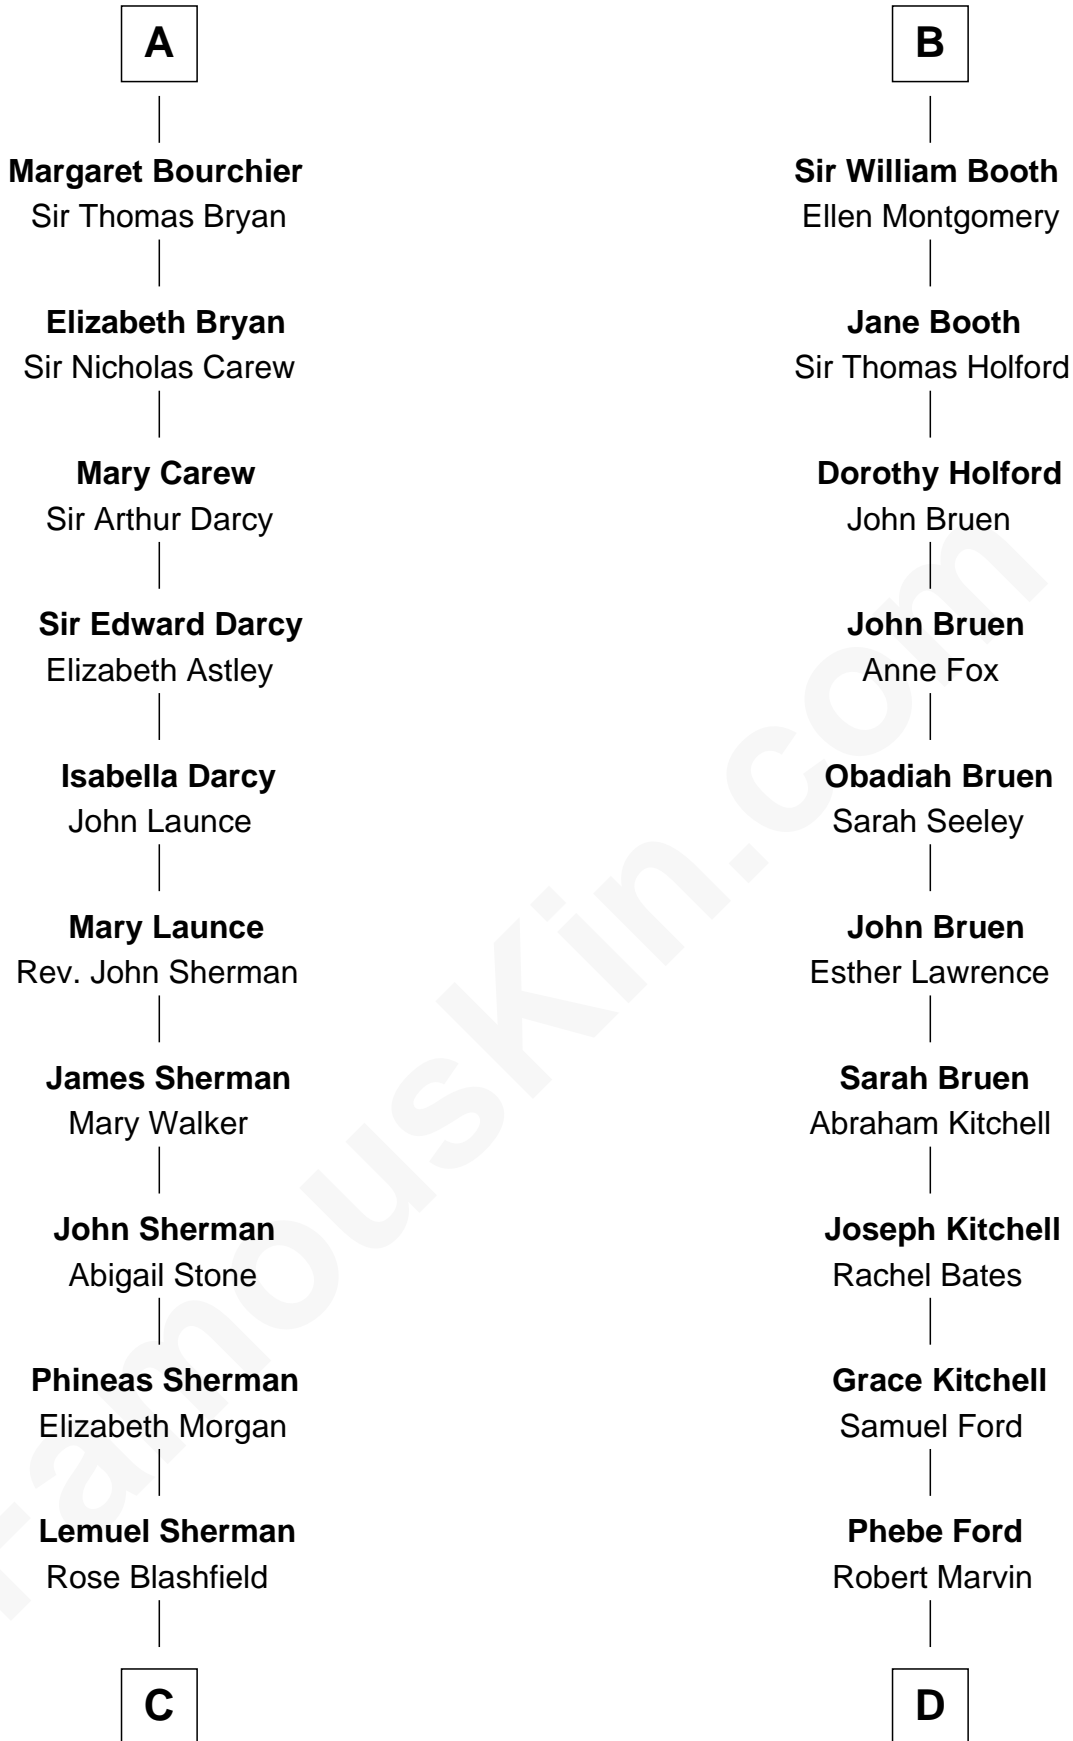 A
Margaret Bourchier
Sir Thomas Bryan
Elizabeth Bryan
Sir Nicholas Carew
Mary Carew
Sir Arthur Darcy
Sir Edward Darcy
Elizabeth Astley
Isabella Darcy
John Launce
Mary Launce
Rev. John Sherman
James Sherman
Mary Walker
John Sherman
Abigail Stone
Phineas Sherman
Elizabeth Morgan
Lemuel Sherman
Rose Blashfield
C
B
Sir William Booth
Ellen Montgomery
Jane Booth
Sir Thomas Holford
Dorothy Holford
John Bruen
John Bruen
Anne Fox
Obadiah Bruen
Sarah Seeley
John Bruen
Esther Lawrence
Sarah Bruen
Abraham Kitchell
Joseph Kitchell
Rachel Bates
Grace Kitchell
Samuel Ford
Phebe Ford
Robert Marvin
D
FamousKin.com